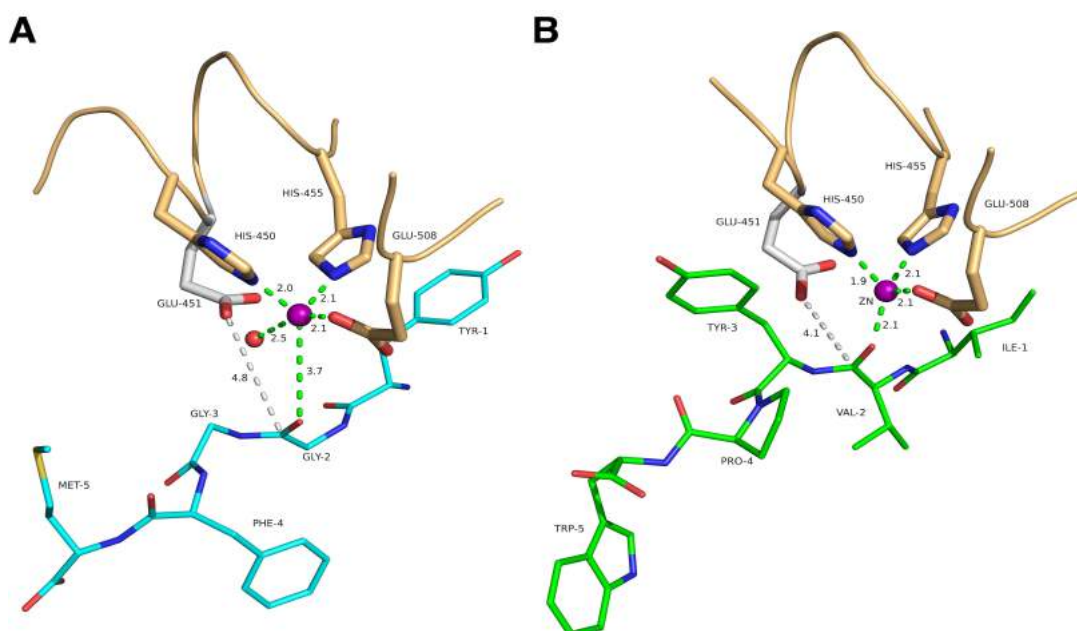 A
HIS-455
HIS-450
GLU-508
GLU-451
2.0
2.1
2.1
2.5
TYR-1
4.8
3.7
GLY-3
GLY-2
MET-5
PHE-4
B
HIS-455
HIS-450
GLU-508
GLU-451
1.9
2.1
2.1
ZN
2.1
TYR-3
4.1
ILE-1
VAL-2
PRO-4
TRP-5